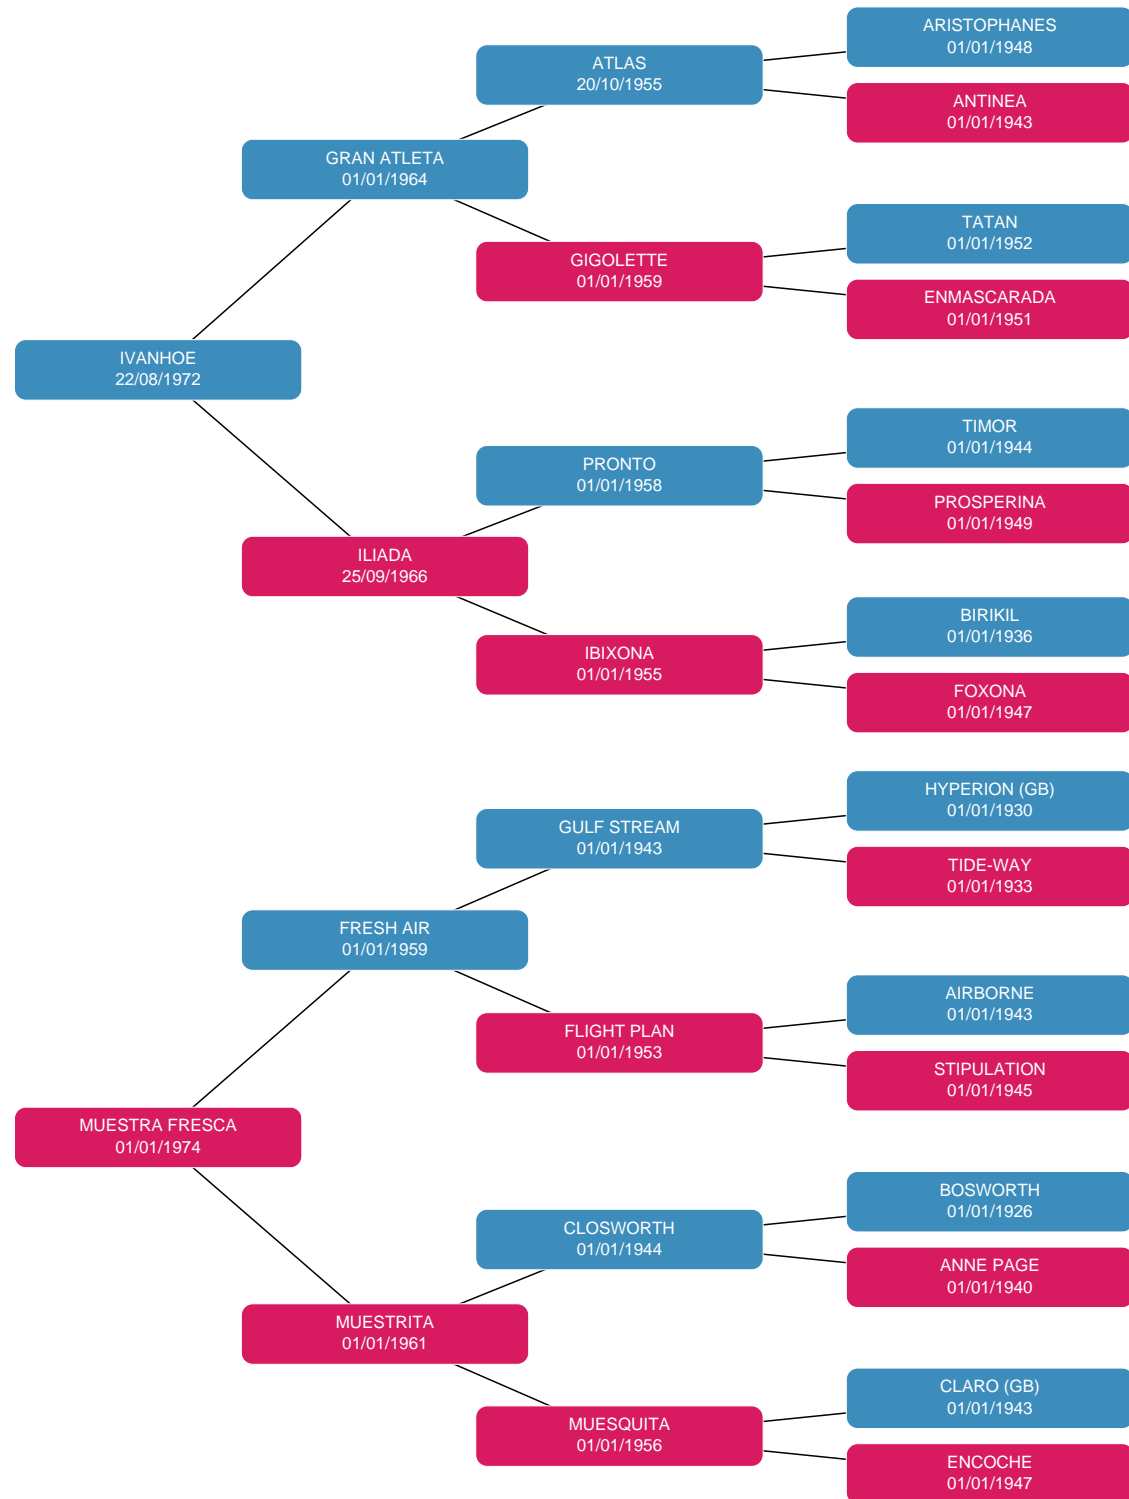 ARISTOPHANES
01/01/1948
ATLAS
20/10/1955
ANTINEA
01/01/1943
GRAN ATLETA
01/01/1964
TATAN
01/01/1952
GIGOLETTE
01/01/1959
ENMASCARADA
01/01/1951
IVANHOE
22/08/1972
TIMOR
01/01/1944
PRONTO
01/01/1958
PROSPERINA
01/01/1949
ILIADA
25/09/1966
BIRIKIL
01/01/1936
IBIXONA
01/01/1955
FOXONA
01/01/1947
HYPERION (GB)
01/01/1930
GULF STREAM
01/01/1943
TIDE-WAY
01/01/1933
FRESH AIR
01/01/1959
AIRBORNE
01/01/1943
FLIGHT PLAN
01/01/1953
STIPULATION
01/01/1945
MUESTRA FRESCA
01/01/1974
BOSWORTH
01/01/1926
CLOSWORTH
01/01/1944
ANNE PAGE
01/01/1940
MUESTRITA
01/01/1961
CLARO (GB)
01/01/1943
MUESQUITA
01/01/1956
ENCOCHE
01/01/1947